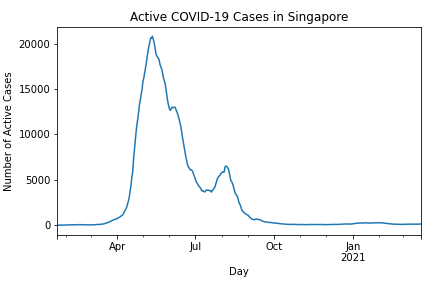 Active COVID-19 Cases in Singapore
20000
15000
10000
5000
0
Number of Active Cases
Apr
Jul
Oct
Jan
2021
Day